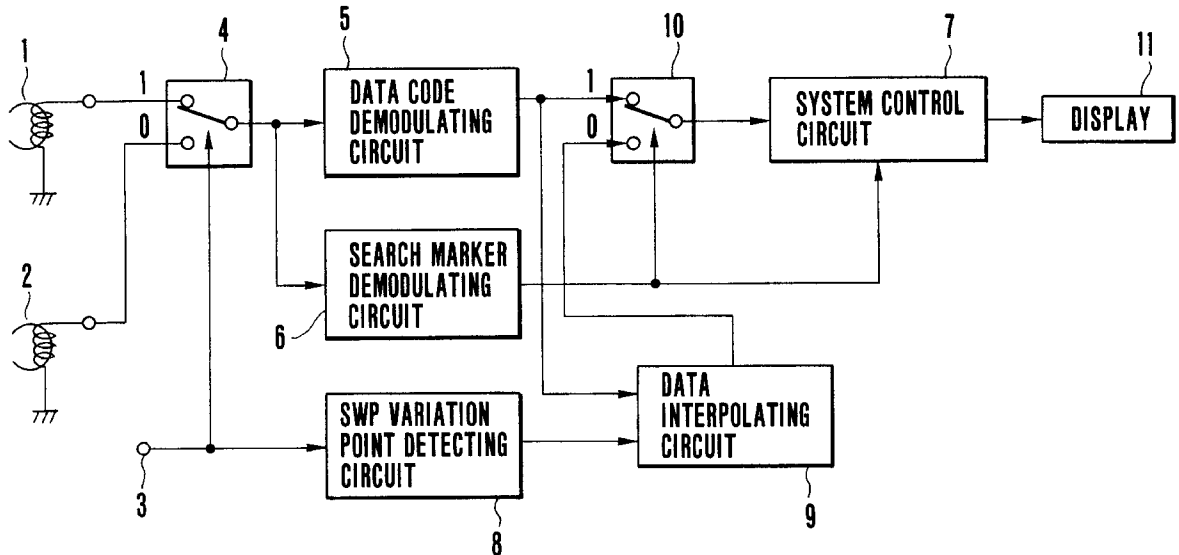 5
10
7
4
11
1
1
1
DATA CODE
DEMODULATING
CIRCUIT
SYSTEM CONTROL
CIRCUIT
DISPLAY
0
0
2
SEARCH MARKER
DEMODULATING
CIRCUIT
6
SWP VARIATION
POINT DETECTING
CIRCUIT
DATA
INTERPOLATING
CIRCUIT
3
8
9